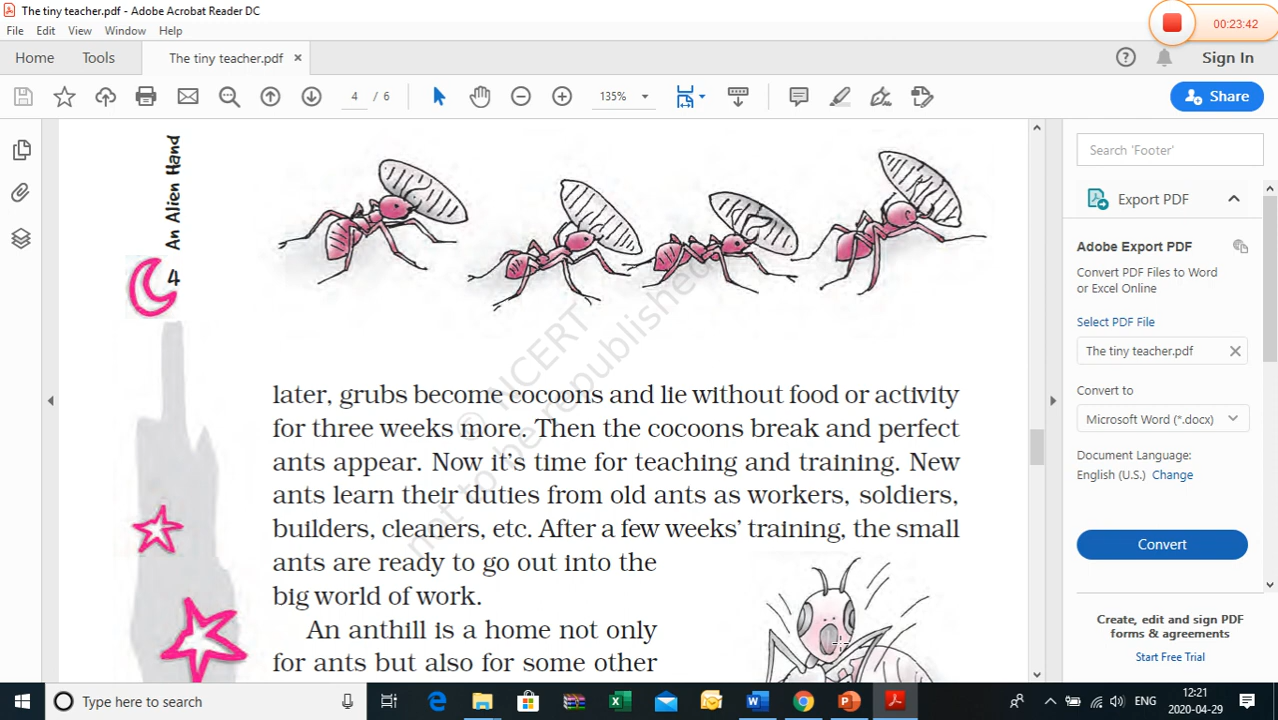 The tiny teacher.pdf - Adobe Acrobat Reader DC
00:23:42
File Edit View Window Help
Home Tools The tiny teacher.pdf × Sign In
4 / 6 135% Share
An Alien Hand
4
© NCERT
not to be republished
later, grubs become cocoons and lie without food or activity
for three weeks more. Then the cocoons break and perfect
ants appear. Now it's time for teaching and training. New
ants learn their duties from old ants as workers, soldiers,
builders, cleaners, etc. After a few weeks' training, the small
ants are ready to go out into the
big world of work.
An anthill is a home not only
for ants but also for some other
Search 'Footer'
Export PDF
Adobe Export PDF
Convert PDF Files to Word
or Excel Online
Select PDF File
The tiny teacher.pdf
Convert to
Microsoft Word (*.docx)
Document Language:
English (U.S.) Change
Convert
Create, edit and sign PDF
forms & agreements
Start Free Trial
Type here to search
ENG
12:21
2020-04-29